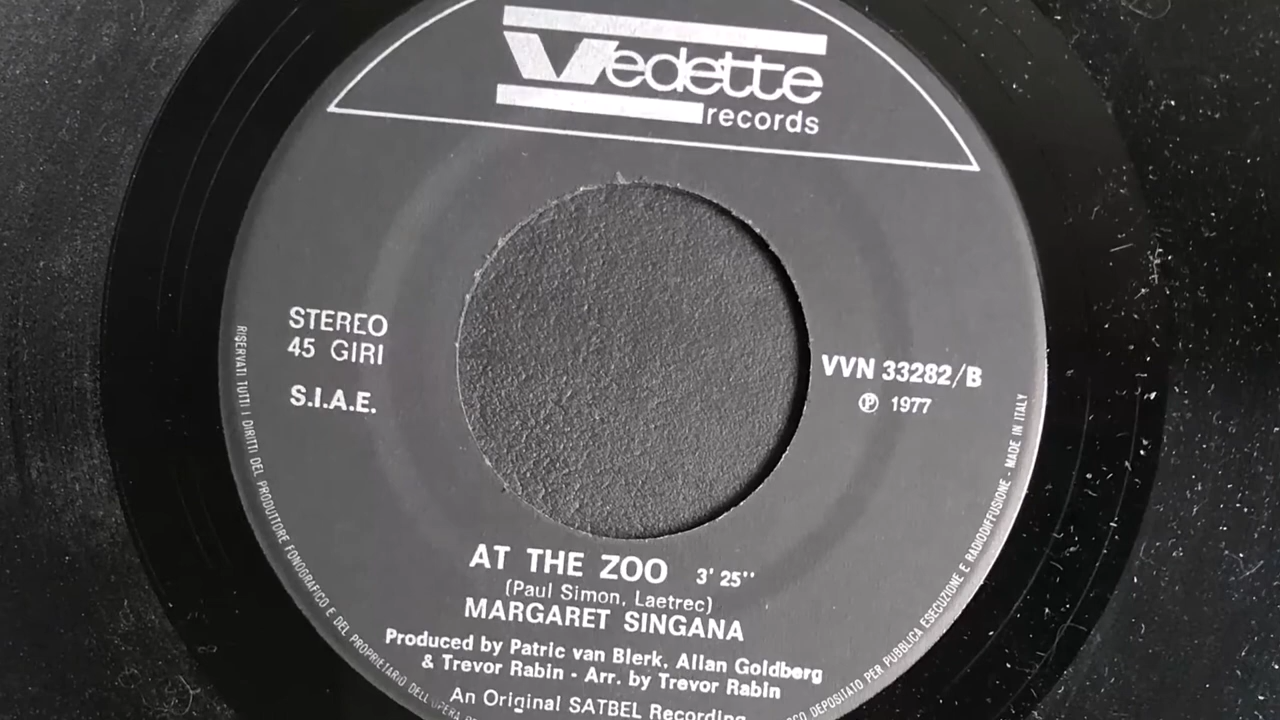 Vedette
records
STEREO
45 GIRI
S.I.A.E.
VVN 33282/B
℗ 1977
AT THE ZOO 3' 25''
(Paul Simon, Laetrec)
MARGARET SINGANA
Produced by Patric van Blerk, Allan Goldberg
& Trevor Rabin - Arr. by Trevor Rabin
An Original SATBEL Recording
RISERVATI TUTTI I DIRITTI DEL PRODUTTORE FONOGRAFICO E DEL PROPRIETARIO DELL'OPERA
DEPOSITATO PER PUBBLICA ESECUZIONE E RADIODIFFUSIONE - MADE IN ITALY